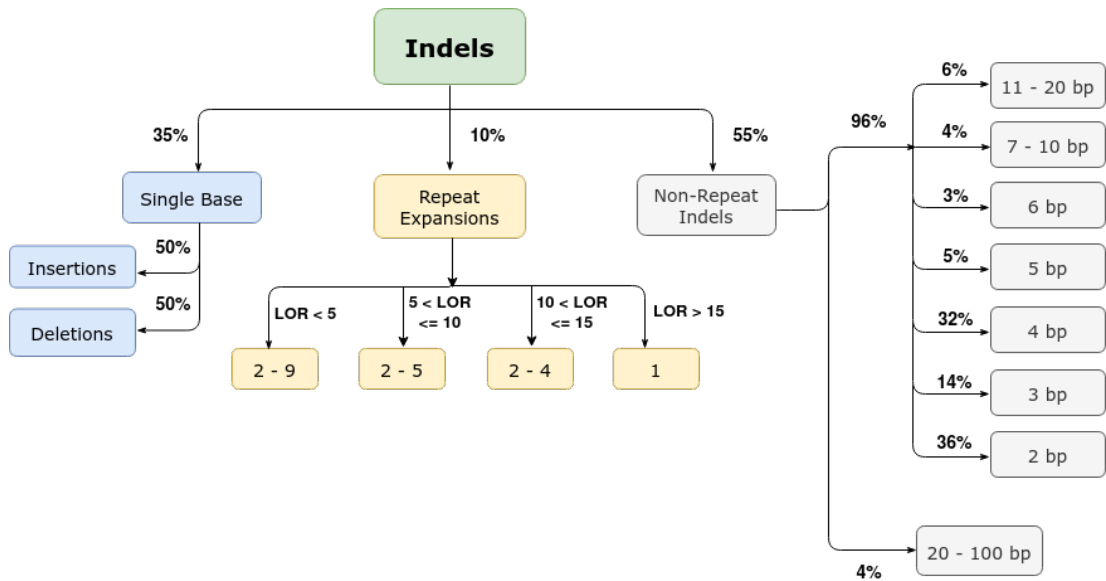 Indels
35%
10%
55%
Single Base
Repeat
Expansions
Non-Repeat
Indels
50%
Insertions
50%
Deletions
LOR < 5
5 < LOR
<= 10
10 < LOR
<= 15
LOR > 15
2 - 9
2 - 5
2 - 4
1
96%
6%
11 - 20 bp
4%
7 - 10 bp
3%
6 bp
5%
5 bp
32%
4 bp
14%
3 bp
36%
2 bp
4%
20 - 100 bp